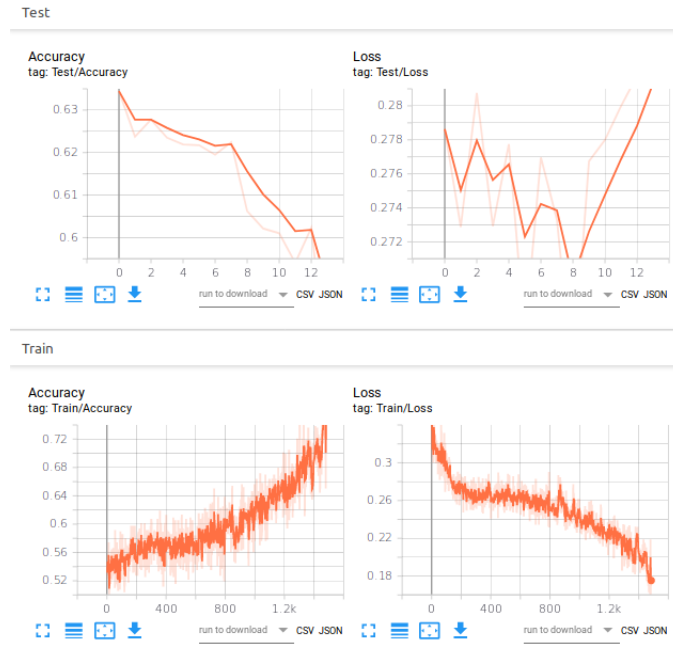 Test
Accuracy
tag: Test/Accuracy
0.63
0.62
0.61
0.6
0 2 4 6 8 10 12
run to download CSV JSON
Loss
tag: Test/Loss
0.28
0.278
0.276
0.274
0.272
0 2 4 6 8 10 12
run to download CSV JSON
Train
Accuracy
tag: Train/Accuracy
0.72
0.68
0.64
0.6
0.56
0.52
0 400 800 1.2k
run to download CSV JSON
Loss
tag: Train/Loss
0.3
0.26
0.22
0.18
0 400 800 1.2k
run to download CSV JSON